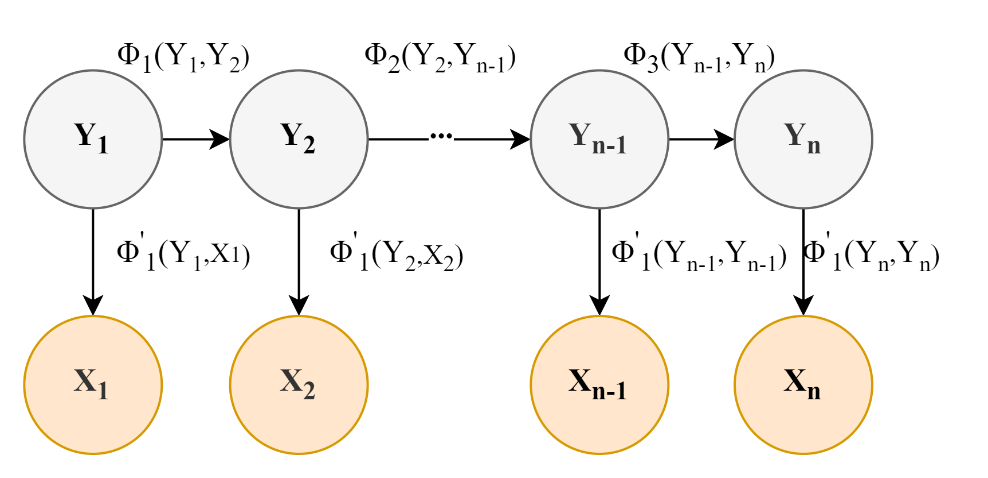 Φ₁(Y₁,Y₂) Φ₂(Y₂,Yₙ₋₁) Φ₃(Yₙ₋₁,Yₙ)
Y₁ Y₂ ... Yₙ₋₁ Yₙ
Φ'₁(Y₁,X1) Φ'₁(Y₂,X₂) Φ'₁(Yₙ₋₁,Yₙ₋₁) Φ'₁(Yₙ,Yₙ)
X₁ X₂ Xₙ₋₁ Xₙ